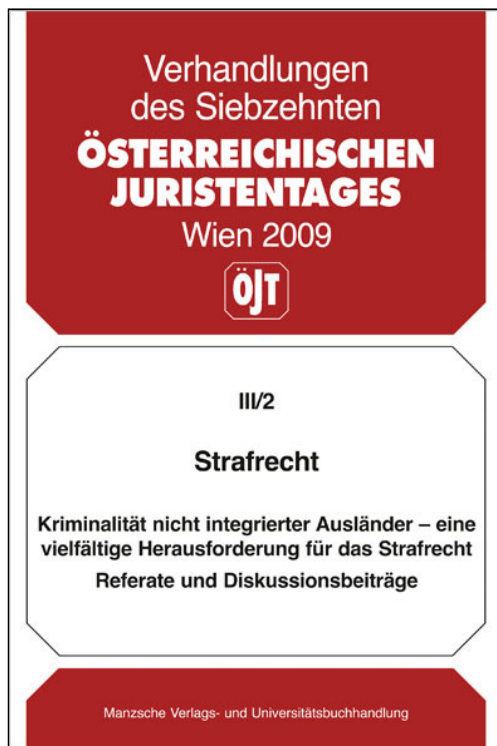 Verhandlungen
des Siebzehnten
ÖSTERREICHISCHEN
JURISTENTAGES
Wien 2009
ÖJT
III/2
Strafrecht
Kriminalität nicht integrierter Ausländer – eine
vielfältige Herausforderung für das Strafrecht
Referate und Diskussionsbeiträge
Manzsche Verlags- und Universitätsbuchhandlung